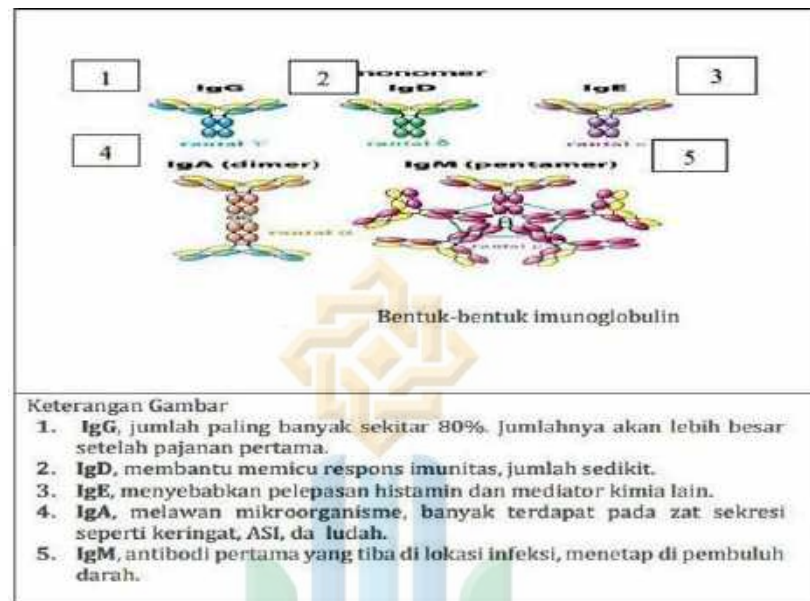 1
2
monomer
3
IgG
IgD
IgE
rantai γ
rantai δ
rantai ε
4
5
IgA (dimer)
IgM (pentamer)
rantai α
rantai μ
Bentuk-bentuk imunoglobulin
Keterangan Gambar
1. IgG, jumlah paling banyak sekitar 80%. Jumlahnya akan lebih besar
setelah pajanan pertama.
2. IgD, membantu memicu respons imunitas, jumlah sedikit.
3. IgE, menyebabkan pelepasan histamin dan mediator kimia lain.
4. IgA, melawan mikroorganisme, banyak terdapat pada zat sekresi
seperti keringat, ASI, da ludah.
5. IgM, antibodi pertama yang tiba di lokasi infeksi, menetap di pembuluh
darah.